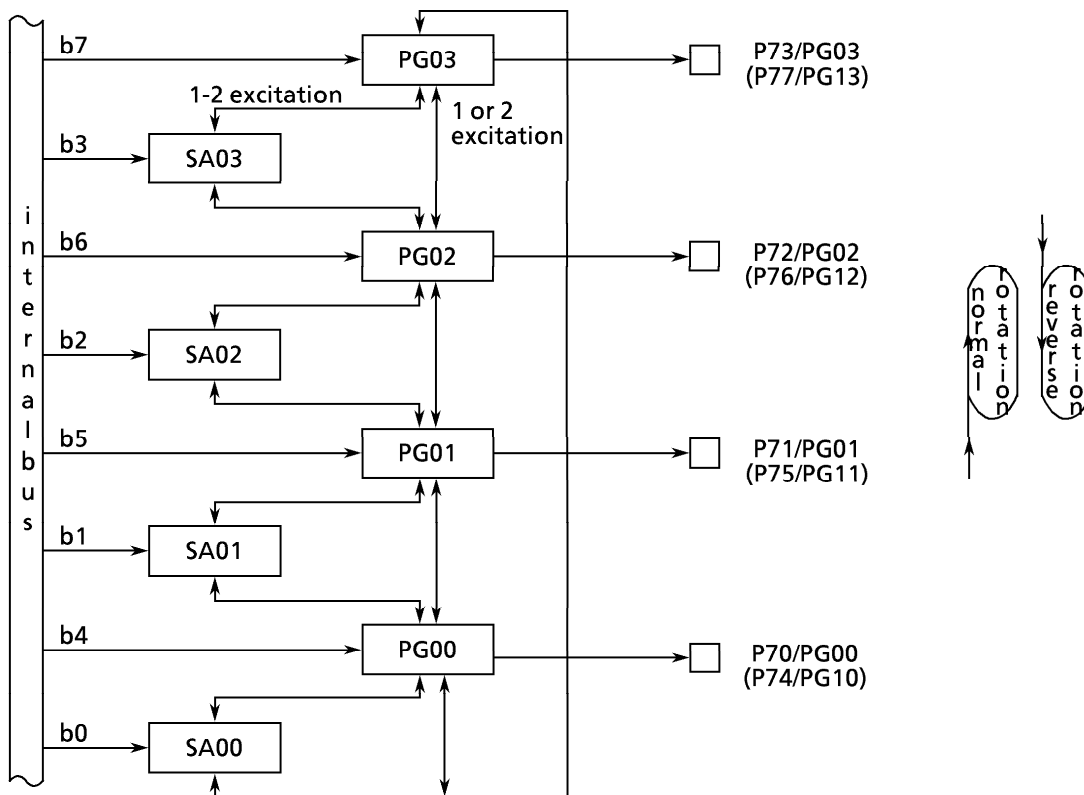 b7
PG03
P73/PG03
(P77/PG13)
1-2 excitation
1 or 2
excitation
b3
SA03
internal bus
b6
PG02
P72/PG02
(P76/PG12)
normal
rotation
reverse
rotation
b2
SA02
b5
PG01
P71/PG01
(P75/PG11)
b1
SA01
b4
PG00
P70/PG00
(P74/PG10)
b0
SA00